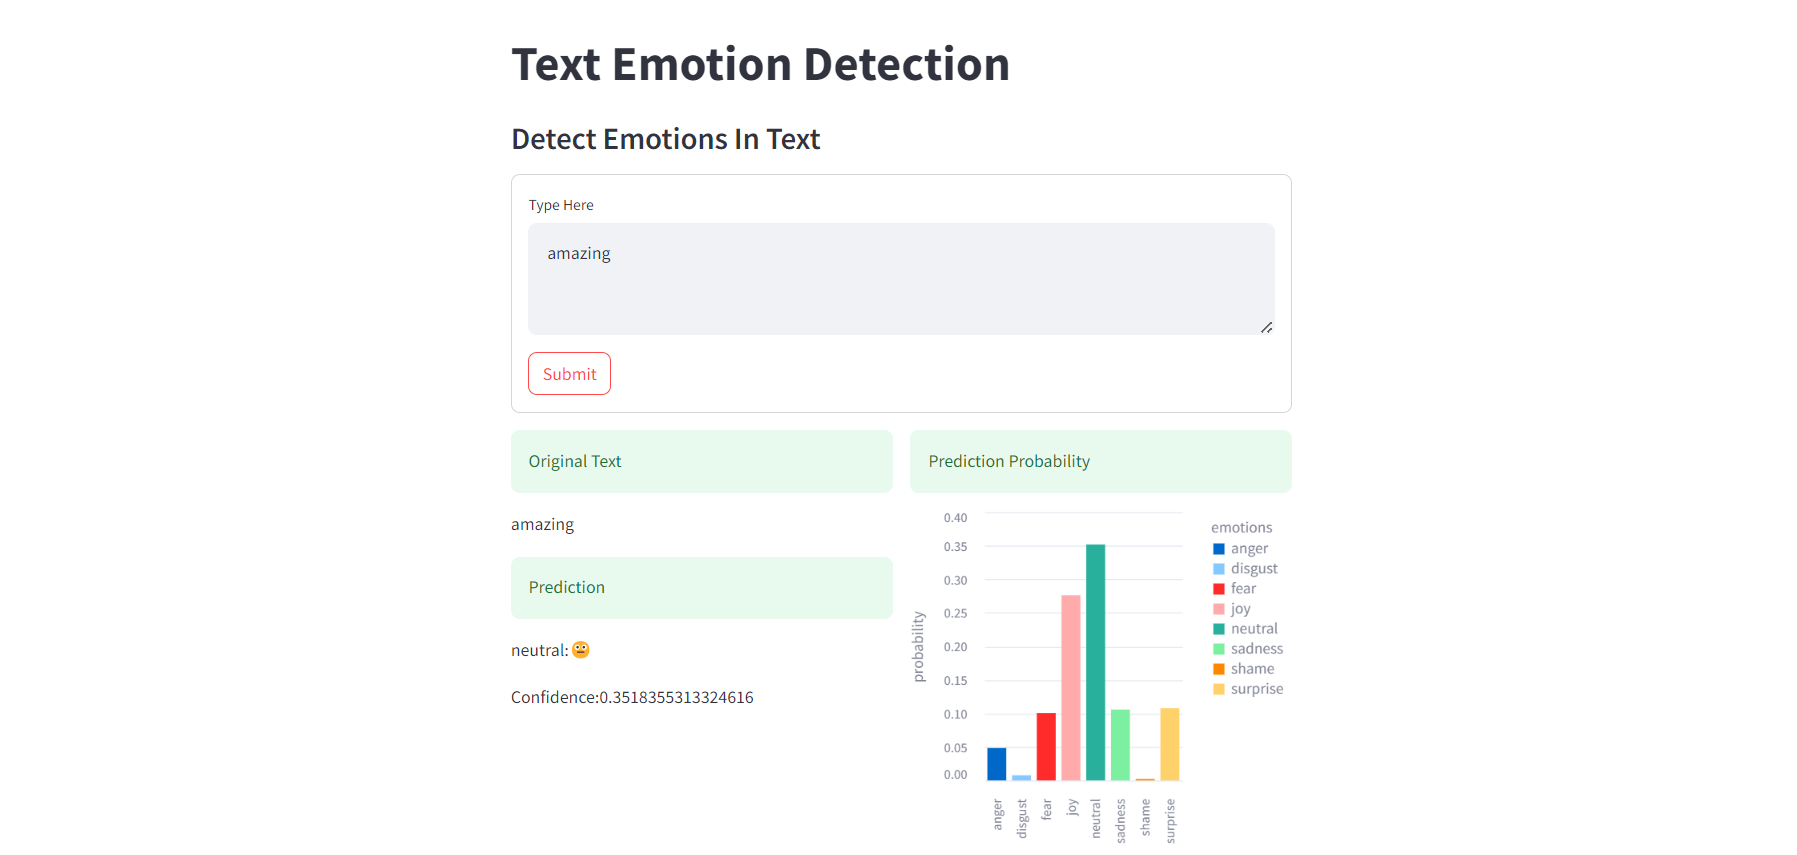 Text Emotion Detection
Detect Emotions In Text
Type Here
amazing
Submit
Original Text
amazing
Prediction
neutral:😐
Confidence:0.3518355313324616
Prediction Probability
0.40
0.35
0.30
0.25
0.20
0.15
0.10
0.05
0.00
probability
anger
disgust
fear
joy
neutral
sadness
shame
surprise
emotions
anger
disgust
fear
joy
neutral
sadness
shame
surprise